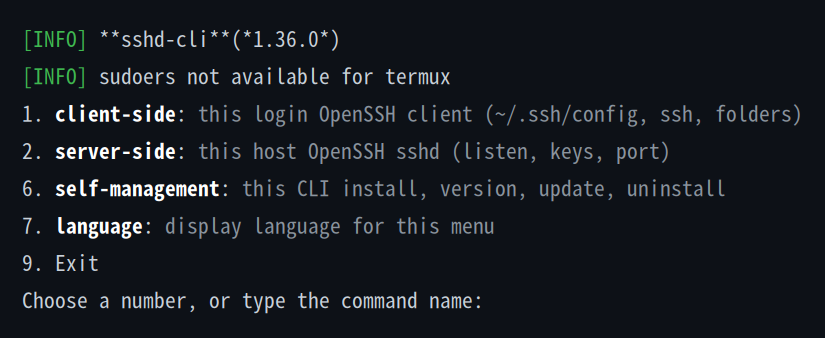 [INFO] **sshd-cli**(*1.36.0*)
[INFO] sudoers not available for termux
1. client-side: this login OpenSSH client (~/.ssh/config, ssh, folders)
2. server-side: this host OpenSSH sshd (listen, keys, port)
6. self-management: this CLI install, version, update, uninstall
7. language: display language for this menu
9. Exit
Choose a number, or type the command name: